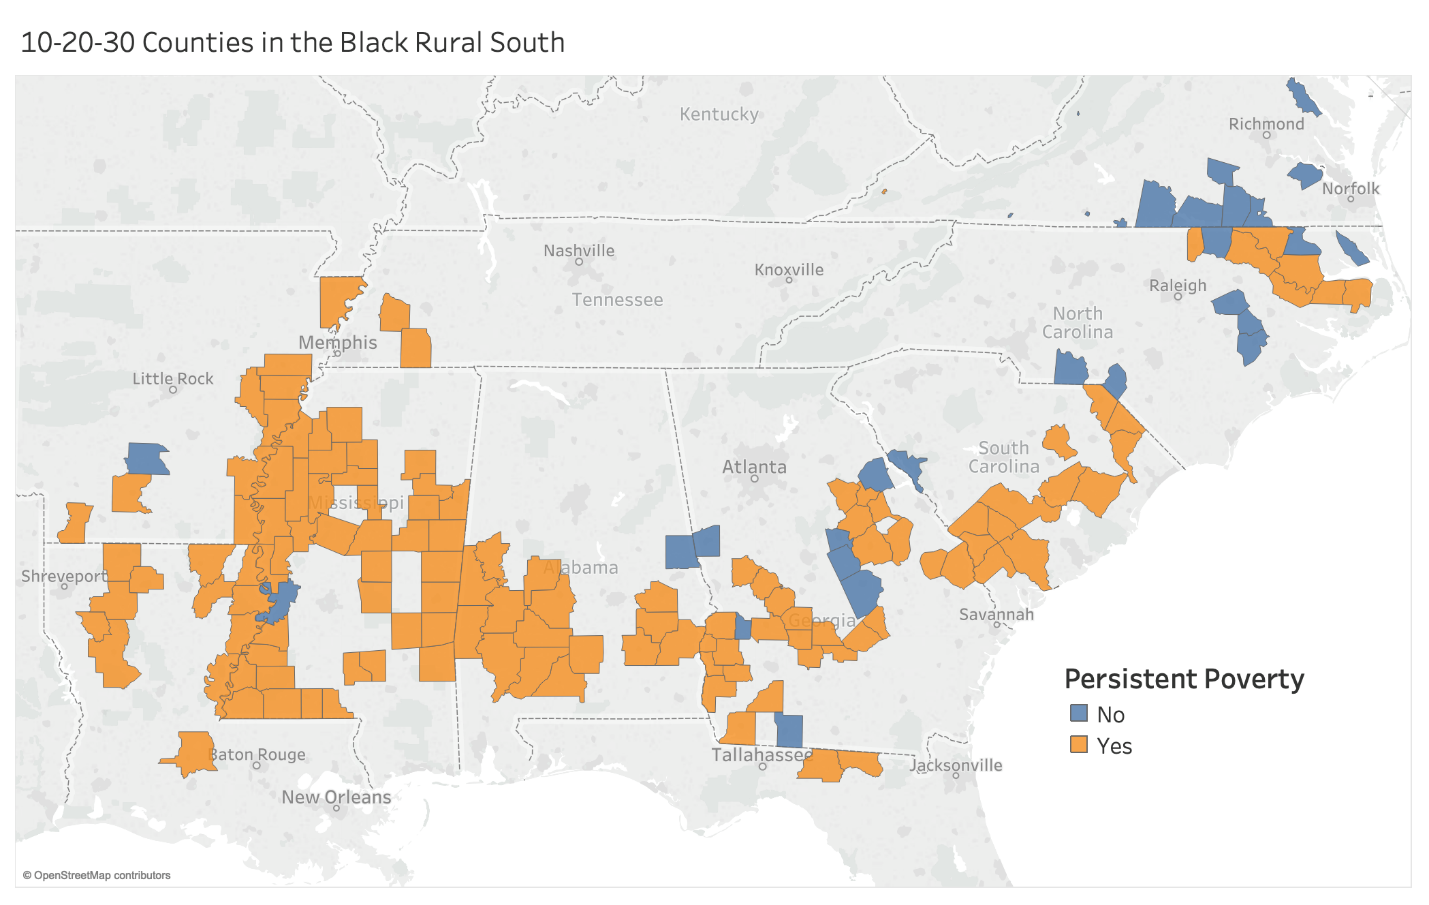 10-20-30 Counties in the Black Rural South
Kentucky
Richmond
Norfolk
Nashville
Knoxville
Tennessee
Raleigh
North
Carolina
Memphis
Little Rock
Atlanta
South
Carolina
Mississippi
Shreveport
Alabama
Georgia
Savannah
Persistent Poverty
No
Yes
Baton Rouge
Tallahassee
Jacksonville
New Orleans
© OpenStreetMap contributors